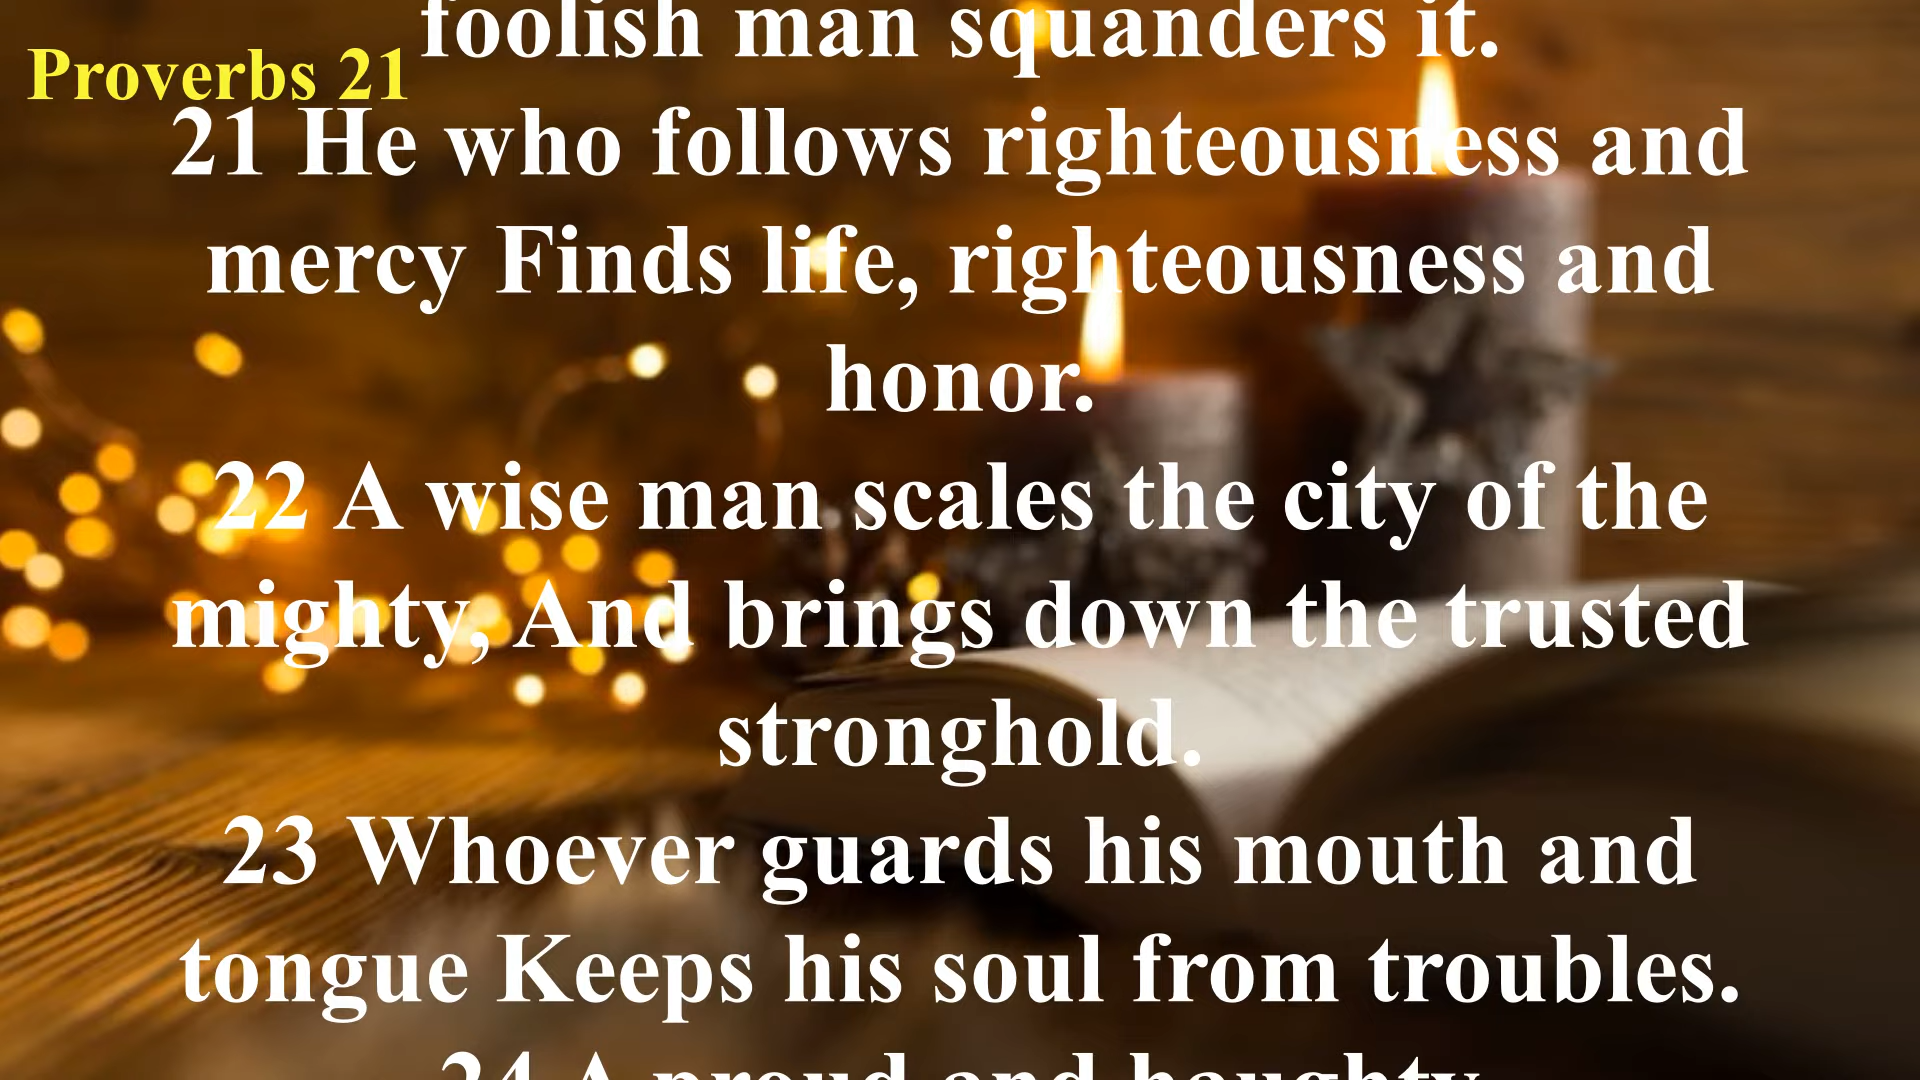 foolish man squanders it.
Proverbs 21
21 He who follows righteousness and
mercy Finds life, righteousness and
honor.
22 A wise man scales the city of the
mighty, And brings down the trusted
stronghold.
23 Whoever guards his mouth and
tongue Keeps his soul from troubles.
24 A proud and haughty